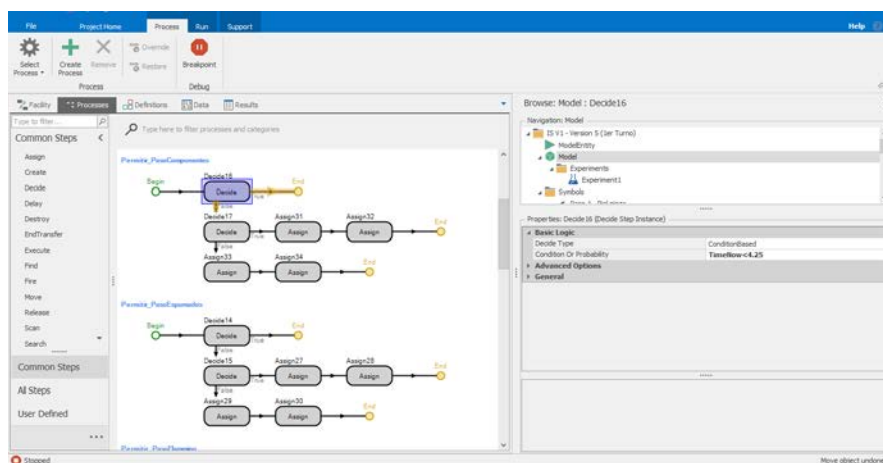 File Project Home Process Run Support Help
Select Process
Create Process
Remove
Override
Restore
Breakpoint
Process Debug
Facility Processes Definitions Data Results
Type to filter...
Common Steps
Assign
Create
Decide
Delay
Destroy
EndTransfer
Execute
Find
Fire
Move
Release
Scan
Search
Common Steps
All Steps
User Defined
Type here to filter processes and categories
Decide16
Begin Decide True End
False
Decide17 Assign31 Assign32
Decide True Assign Assign End
False
Assign33 Assign34
Assign Assign End
Decide14
Begin Decide True End
False
Decide15 Assign27 Assign28
Decide True Assign Assign End
False
Assign29 Assign30
Assign Assign End
Browse: Model : Decide16
Navigation: Model
IS V1 - Version 5 (1er Turno)
ModelEntity
Model
Experiments
Experiment1
Symbols
Properties: Decide16 (Decide Step Instance)
Basic Logic
Decide Type ConditionBased
Condition Or Probability TimeNow<4.25
Advanced Options
General
Stopped Move object undone